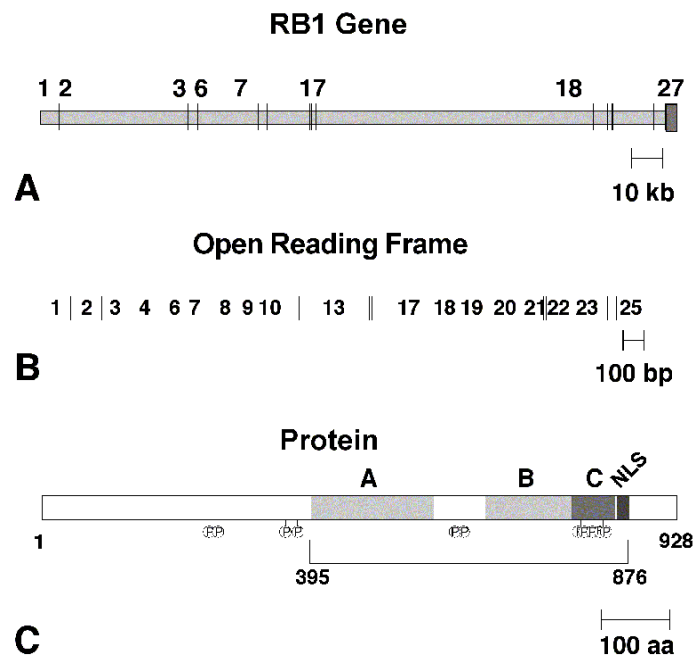 RB1 Gene
1 2 3 6 7 17 18 27
A
10 kb
Open Reading Frame
1 2 3 4 6 7 8 9 10 13 17 18 19 20 21 22 23 25
B
100 bp
Protein
A B C NLS
1 928
395 876
C
100 aa